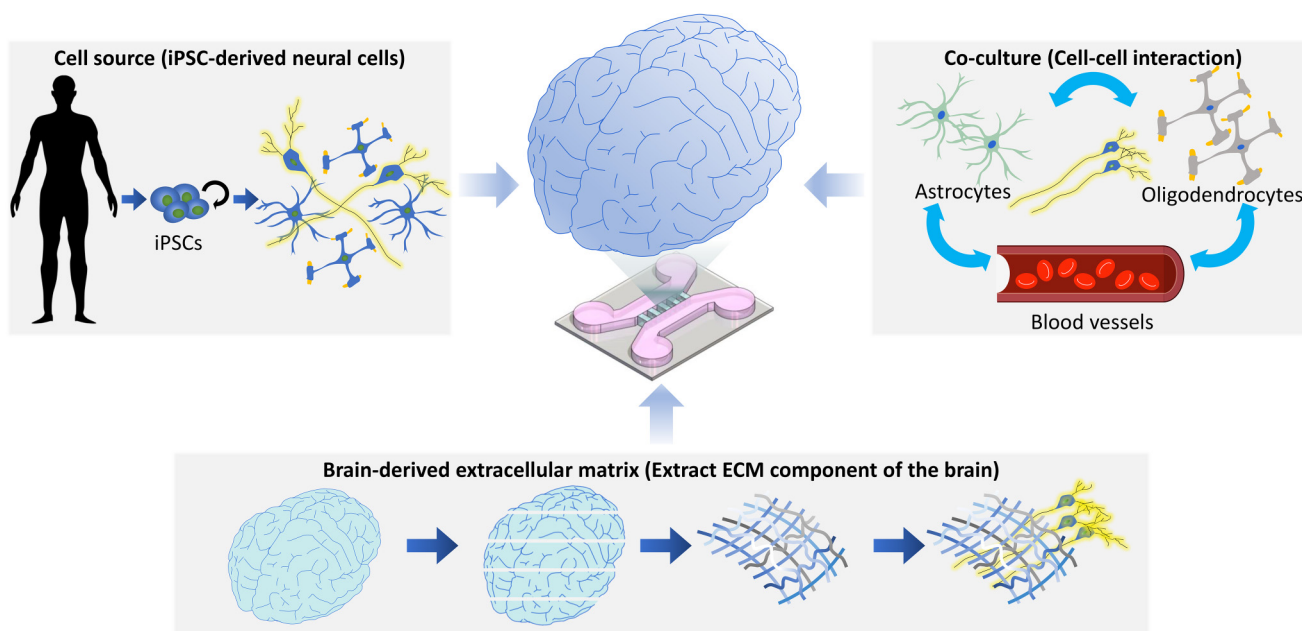 Cell source (iPSC-derived neural cells)
iPSCs
Co-culture (Cell-cell interaction)
Astrocytes
Oligodendrocytes
Blood vessels
Brain-derived extracellular matrix (Extract ECM component of the brain)